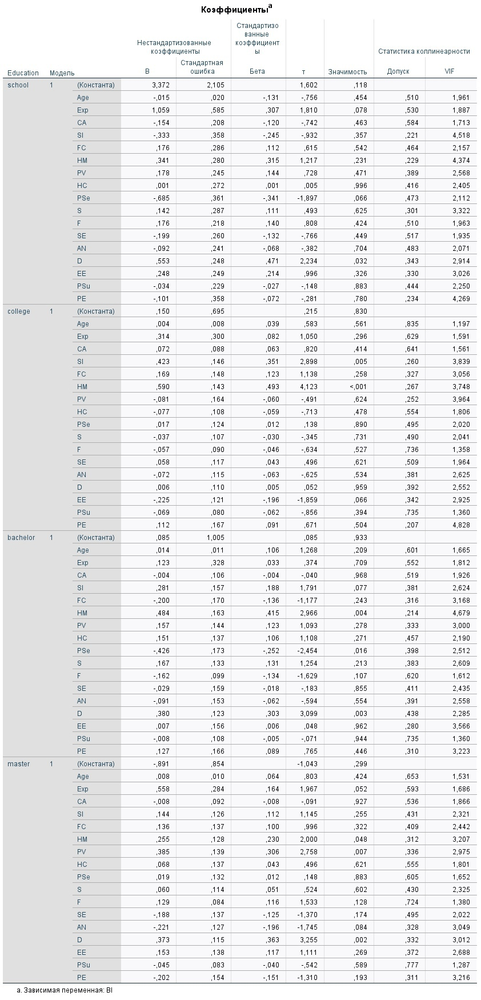 Коэффициентыa
Нестандартизованные коэффициенты Стандартизованные коэффициенты Статистика коллинеарности
Education Модель B Стандартная ошибка Бета т Значимость Допуск VIF
school 1 (Константа) 3,372 2,105 1,602 ,118
Age -,015 ,020 -,131 -,756 ,454 ,510 1,961
Exp 1,059 ,585 ,307 1,810 ,078 ,530 1,887
CA -,154 ,208 -,120 -,742 ,463 ,584 1,713
SI -,333 ,358 -,245 -,932 ,357 ,221 4,518
FC ,176 ,286 ,112 ,615 ,542 ,464 2,157
HM ,341 ,280 ,315 1,217 ,231 ,229 4,374
PV ,178 ,245 ,144 ,728 ,471 ,389 2,568
HC ,001 ,272 ,001 ,005 ,996 ,416 2,405
PSe -,685 ,361 -,341 -1,897 ,066 ,473 2,112
S ,142 ,287 ,111 ,493 ,625 ,301 3,322
F ,176 ,218 ,140 ,808 ,424 ,510 1,963
SE -,199 ,260 -,132 -,766 ,449 ,517 1,935
AN -,092 ,241 -,068 -,382 ,704 ,483 2,071
D ,553 ,248 ,471 2,234 ,032 ,343 2,914
EE ,248 ,249 ,214 ,996 ,326 ,330 3,026
PSu -,034 ,229 -,027 -,148 ,883 ,444 2,250
PE -,101 ,358 -,072 -,281 ,780 ,234 4,269
college 1 (Константа) ,150 ,695 ,215 ,830
Age ,004 ,008 ,039 ,583 ,561 ,835 1,197
Exp ,314 ,300 ,082 1,050 ,296 ,629 1,591
CA ,072 ,088 ,063 ,820 ,414 ,641 1,561
SI ,423 ,146 ,351 2,898 ,005 ,260 3,839
FC ,169 ,148 ,123 1,138 ,258 ,327 3,056
HM ,590 ,143 ,493 4,123 <,001 ,267 3,748
PV -,081 ,164 -,060 -,491 ,624 ,252 3,964
HC -,077 ,108 -,059 -,713 ,478 ,554 1,806
PSe ,017 ,124 ,012 ,138 ,890 ,495 2,020
S -,037 ,107 -,030 -,345 ,731 ,490 2,041
F -,057 ,090 -,046 -,634 ,527 ,736 1,358
SE ,058 ,117 ,043 ,496 ,621 ,509 1,964
AN -,072 ,115 -,063 -,625 ,534 ,381 2,625
D ,006 ,110 ,005 ,052 ,959 ,392 2,552
EE -,225 ,121 -,196 -1,859 ,066 ,342 2,925
PSu -,069 ,080 -,062 -,856 ,394 ,735 1,360
PE ,112 ,167 ,091 ,671 ,504 ,207 4,828
bachelor 1 (Константа) ,085 1,005 ,085 ,933
Age ,014 ,011 ,106 1,268 ,209 ,601 1,665
Exp ,123 ,328 ,033 ,374 ,709 ,552 1,812
CA -,004 ,106 -,004 -,040 ,968 ,519 1,926
SI ,281 ,157 ,188 1,791 ,077 ,381 2,624
FC -,200 ,170 -,136 -1,177 ,243 ,316 3,168
HM ,484 ,163 ,415 2,966 ,004 ,214 4,679
PV ,157 ,144 ,123 1,093 ,278 ,333 3,000
HC ,151 ,137 ,106 1,108 ,271 ,457 2,190
PSe -,426 ,173 -,252 -2,454 ,016 ,398 2,512
S ,167 ,133 ,131 1,254 ,213 ,383 2,609
F -,162 ,099 -,134 -1,629 ,107 ,620 1,612
SE -,029 ,159 -,018 -,183 ,855 ,411 2,435
AN -,091 ,153 -,062 -,594 ,554 ,391 2,558
D ,380 ,123 ,303 3,099 ,003 ,438 2,285
EE ,007 ,156 ,006 ,048 ,962 ,280 3,566
PSu -,008 ,108 -,005 -,071 ,944 ,735 1,360
PE ,127 ,166 ,089 ,765 ,446 ,310 3,223
master 1 (Константа) -,891 ,854 -1,043 ,299
Age ,008 ,010 ,064 ,803 ,424 ,653 1,531
Exp ,558 ,284 ,164 1,967 ,052 ,593 1,686
CA -,008 ,092 -,008 -,091 ,927 ,536 1,866
SI ,144 ,126 ,112 1,145 ,255 ,431 2,321
FC ,136 ,137 ,100 ,996 ,322 ,409 2,442
HM ,255 ,128 ,230 2,000 ,048 ,312 3,207
PV ,385 ,139 ,306 2,758 ,007 ,336 2,975
HC ,068 ,137 ,043 ,496 ,621 ,555 1,801
PSe ,019 ,132 ,012 ,148 ,883 ,605 1,652
S ,060 ,114 ,051 ,524 ,602 ,430 2,325
F ,129 ,084 ,116 1,533 ,128 ,724 1,380
SE -,188 ,137 -,125 -1,370 ,174 ,495 2,022
AN -,221 ,127 -,196 -1,745 ,084 ,328 3,049
D ,373 ,115 ,363 3,255 ,002 ,332 3,012
EE ,153 ,138 ,117 1,111 ,269 ,372 2,688
PSu -,045 ,083 -,040 -,542 ,589 ,777 1,287
PE -,202 ,154 -,151 -1,310 ,193 ,311 3,216
a. Зависимая переменная: BI